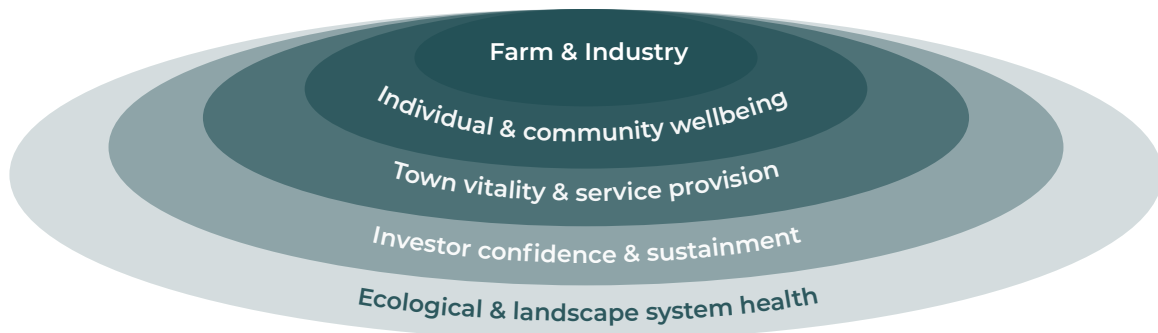 Farm & Industry
Individual & community wellbeing
Town vitality & service provision
Investor confidence & sustainment
Ecological & landscape system health